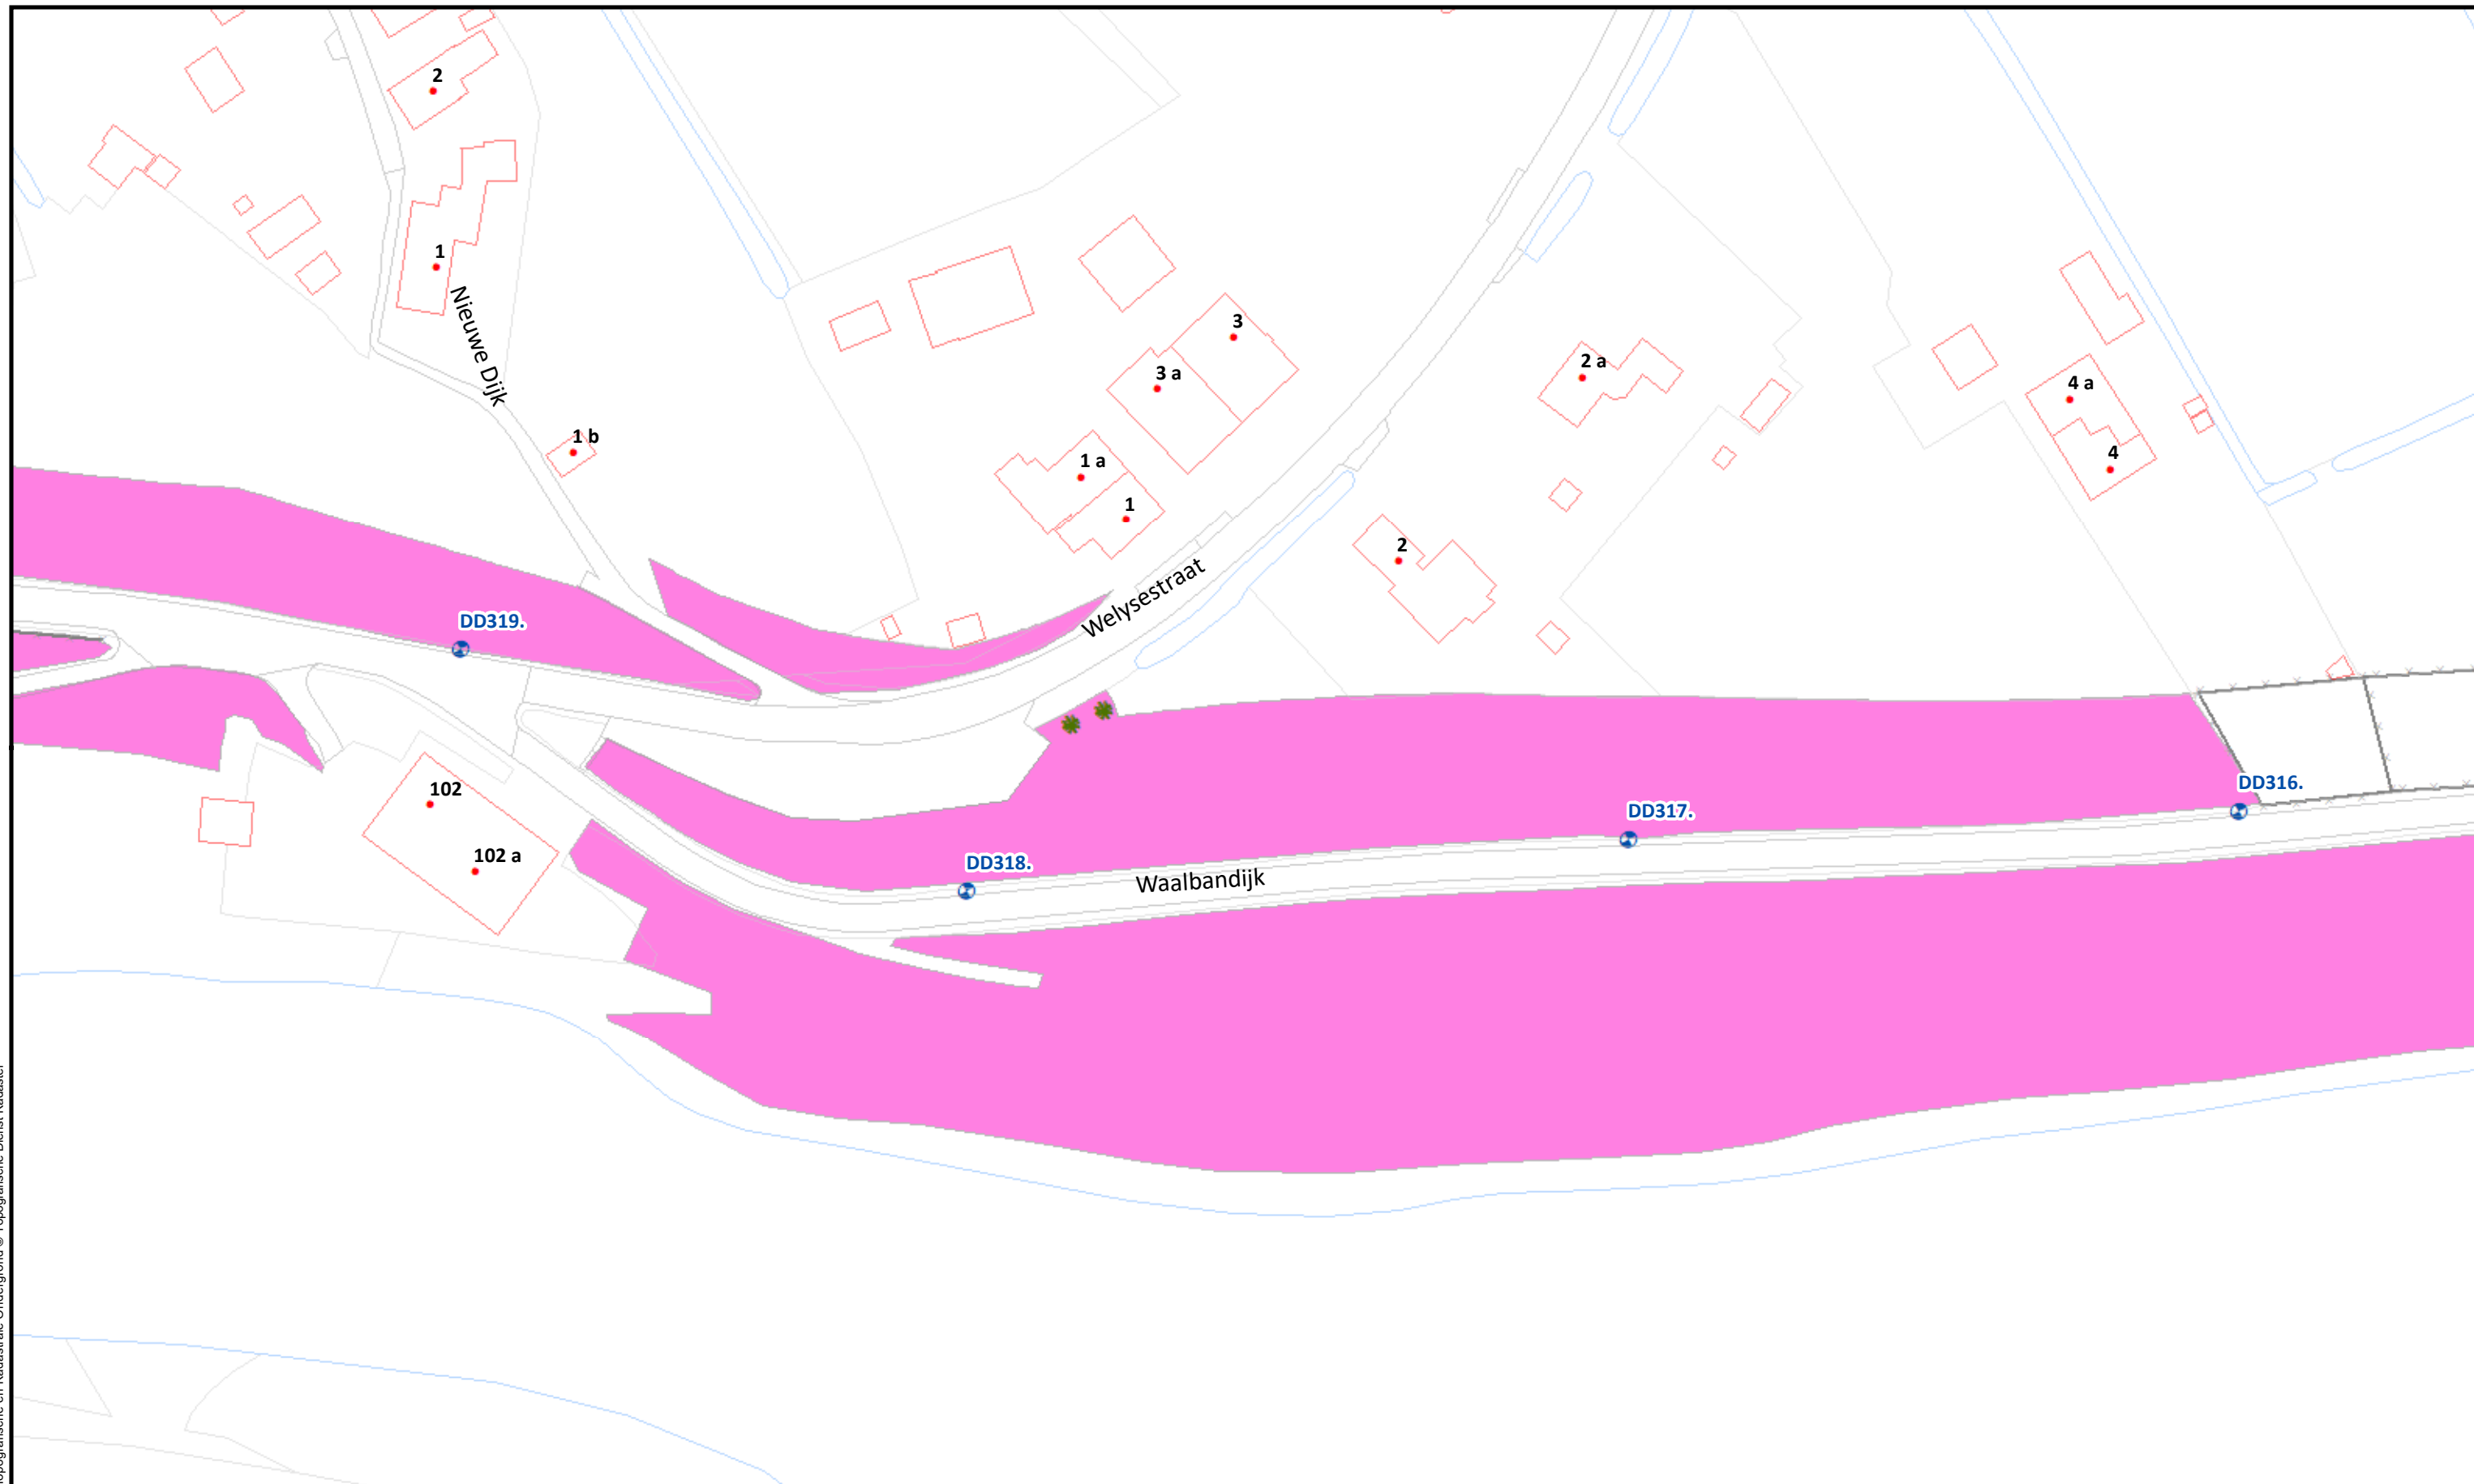 2
1
Nieuwe Dijk
1 b
3
3 a
1 a
1
2 a
2
4 a
4
Welysestraat
DD319.
102
102 a
DD316.
DD317.
DD318.
Waalbandijk